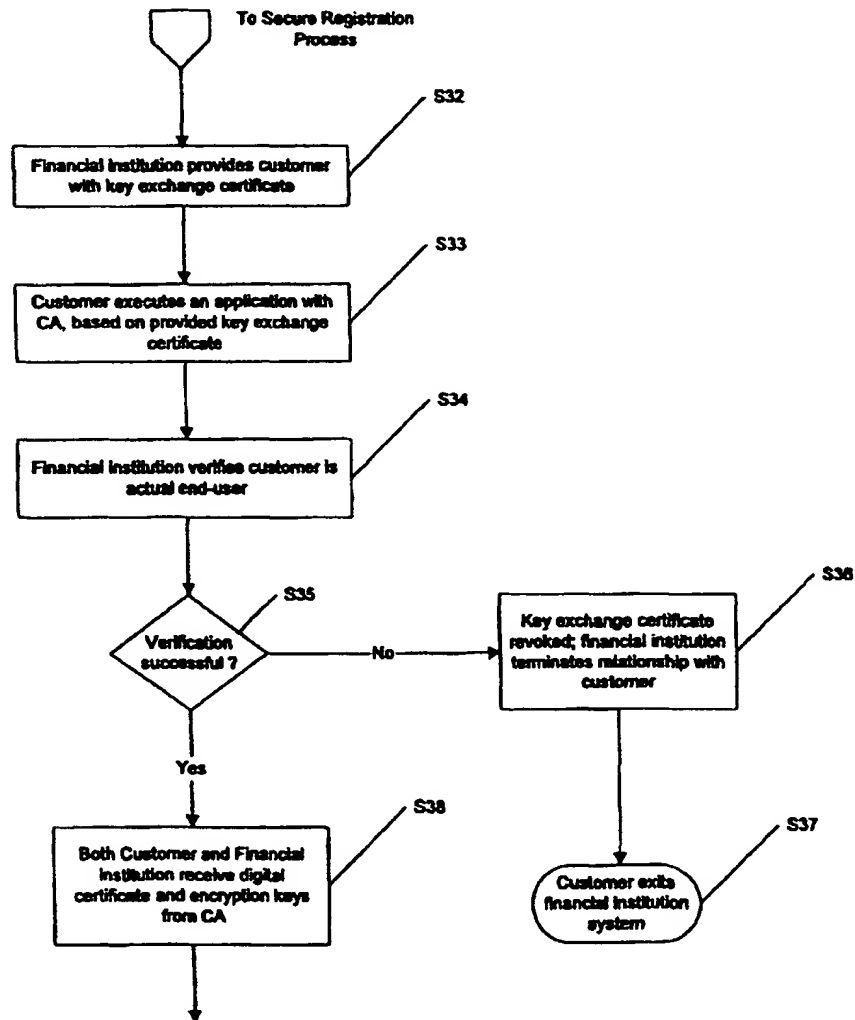 To Secure Registration
Process
S32
Financial institution provides customer
with key exchange certificate
S33
Customer executes an application with
CA, based on provided key exchange
certificate
S34
Financial institution verifies customer is
actual end-user
S35
Verification
successful ?
No
S36
Key exchange certificate
revoked; financial institution
terminates relationship with
customer
Yes
S38
Both Customer and Financial
institution receive digital
certificate and encryption keys
from CA
S37
Customer exits
financial institution
system